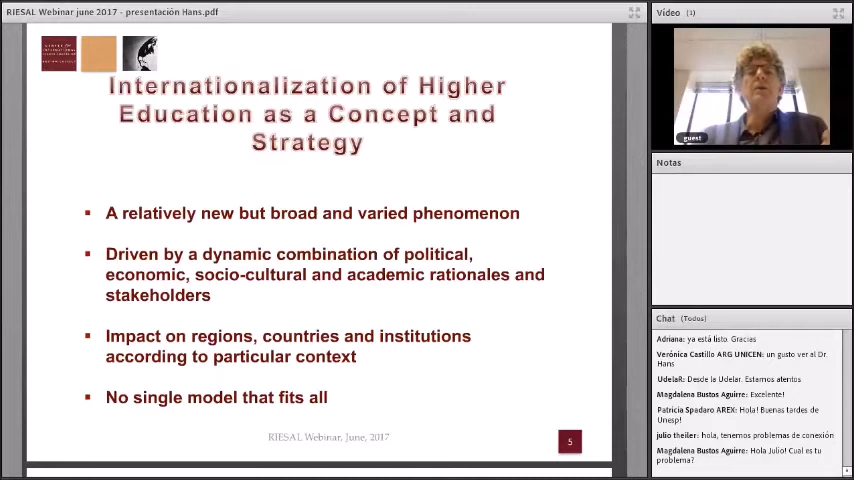 RIESAL Webinar june 2017 - presentación Hans.pdf
Internationalization of Higher
Education as a Concept and
Strategy
A relatively new but broad and varied phenomenon
Driven by a dynamic combination of political,
economic, socio-cultural and academic rationales and
stakeholders
Impact on regions, countries and institutions
according to particular context
No single model that fits all
RIESAL Webinar, June, 2017
5
Vídeo (1)
guest
Notas
Chat (Todos)
Adriana: ya está listo. Gracias
Verónica Castillo ARG UNICEN: un gusto ver al Dr.
Hans
UdelaR: Desde la Udelar. Estamos atentos
Magdalena Bustos Aguirre: Excelente!
Patricia Spadaro AREX: Hola! Buenas tardes de
Unesp!
julio theiler: hola, tenemos problemas de conexión
Magdalena Bustos Aguirre: Hola Julio! Cual es tu
problema?